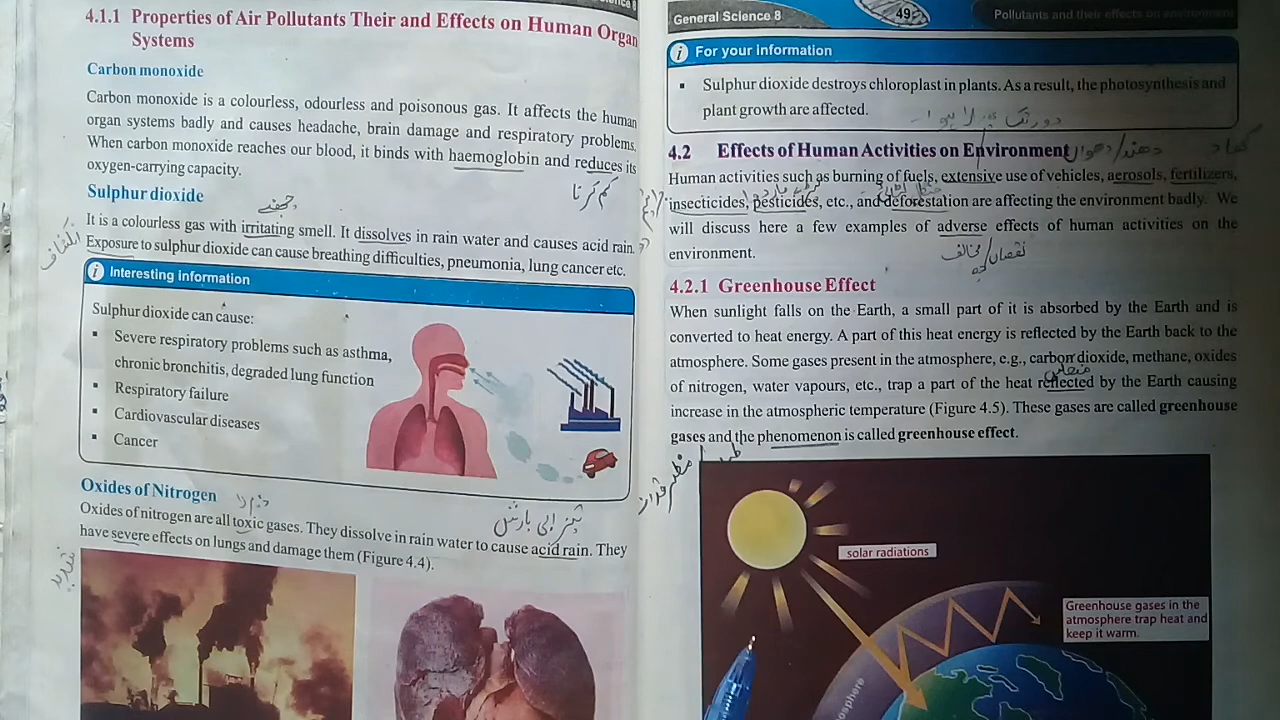 4.1.1 Properties of Air Pollutants Their and Effects on Human Organ
Systems
Carbon monoxide
Carbon monoxide is a colourless, odourless and poisonous gas. It affects the human
organ systems badly and causes headache, brain damage and respiratory problems.
When carbon monoxide reaches our blood, it binds with haemoglobin and reduces its
oxygen-carrying capacity.
کم کرنا
Sulphur dioxide
It is a colourless gas with irritating smell. It dissolves in rain water and causes acid rain.
Exposure to sulphur dioxide can cause breathing difficulties, pneumonia, lung cancer etc.
انکشاف
i Interesting information
Sulphur dioxide can cause:
▪ Severe respiratory problems such as asthma,
chronic bronchitis, degraded lung function
▪ Respiratory failure
▪ Cardiovascular diseases
▪ Cancer
Oxides of Nitrogen
Oxides of nitrogen are all toxic gases. They dissolve in rain water to cause acid rain. They
have severe effects on lungs and damage them (Figure 4.4).
شدید
General Science 8
49
Pollutants and their effects on environment
i For your information
▪ Sulphur dioxide destroys chloroplast in plants. As a result, the photosynthesis and
plant growth are affected.
4.2 Effects of Human Activities on Environment
دھند/دھواں
کھاد
Human activities such as burning of fuels, extensive use of vehicles, aerosols, fertilizers,
insecticides, pesticides, etc., and deforestation are affecting the environment badly. We
will discuss here a few examples of adverse effects of human activities on the
environment.
نقصان/مخالف
4.2.1 Greenhouse Effect
When sunlight falls on the Earth, a small part of it is absorbed by the Earth and is
converted to heat energy. A part of this heat energy is reflected by the Earth back to the
atmosphere. Some gases present in the atmosphere, e.g., carbon dioxide, methane, oxides
of nitrogen, water vapours, etc., trap a part of the heat reflected by the Earth causing
increase in the atmospheric temperature (Figure 4.5). These gases are called greenhouse
gases and the phenomenon is called greenhouse effect.
solar radiations
Greenhouse gases in the
atmosphere trap heat and
keep it warm.